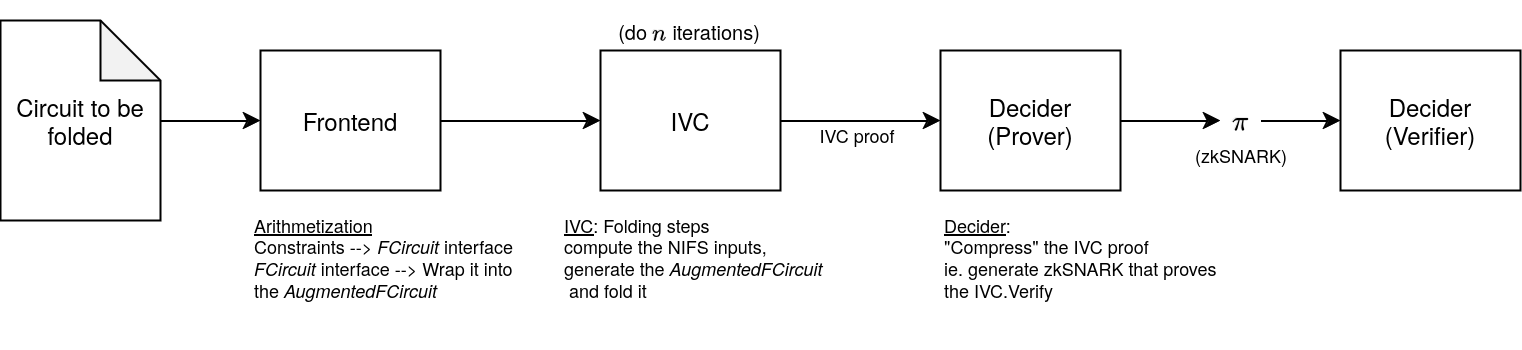 (do n iterations)
Circuit to be
folded
Frontend
IVC
IVC proof
Decider
(Prover)
π
(zkSNARK)
Decider
(Verifier)
Arithmetization
Constraints --> FCircuit interface
FCircuit interface --> Wrap it into
the AugmentedFCircuit
IVC: Folding steps
compute the NIFS inputs,
generate the AugmentedFCircuit
and fold it
Decider:
"Compress" the IVC proof
ie. generate zkSNARK that proves
the IVC.Verify